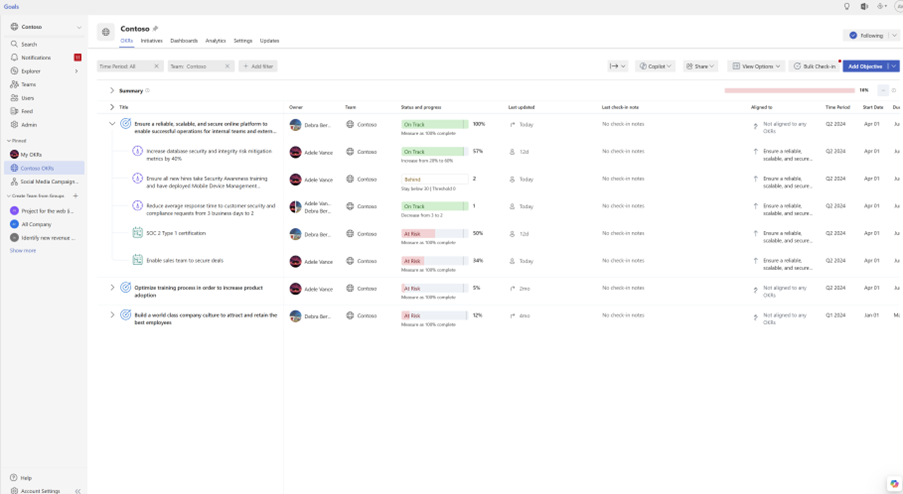 Goals
Contoso
Search
Notifications
Explorer
Teams
Users
Feed
Admin
Pinned
My OKRs
Contoso OKRs
Social Media Campaign...
Create Team from Groups +
Project for the web ...
All Company
Identify new revenue ...
Show more
Help
Account Settings
Contoso
OKRs Initiatives Dashboards Analytics Settings Updates
Following
Time Period: All × Team: Contoso × + Add filter
Copilot Share View Options Bulk Check-in Add Objective
Summary 14%
Title Owner Team Status and progress Last updated Last check-in note Aligned to Time Period Start Date
Ensure a reliable, scalable, and secure online platform to
enable successful operations for internal teams and extern...
Debra Ber... Contoso On Track 100% Today No check-in notes
Measure as 100% complete
Not aligned to any
OKRs
Q2 2024 Apr 01
Increase database security and integrity risk mitigation
metrics by 40%
Adele Vance Contoso On Track 57% 12d No check-in notes
Increase from 20% to 60%
Ensure a reliable,
scalable, and secure...
Q2 2024 Apr 01
Ensure all new hires take Security Awareness training
and have deployed Mobile Device Management...
Adele Vance Contoso Behind 2 Today No check-in notes
Stay below 30 | Threshold 0
Ensure a reliable,
scalable, and secure...
Q2 2024 Apr 01
Reduce average response time to customer security and
compliance requests from 3 business days to 2
Adele Van...
Debra Ber...
Contoso On Track 1 Today No check-in notes
Decrease from 3 to 2
Ensure a reliable,
scalable, and secure...
Q2 2024 Apr 01
SOC 2 Type 1 certification
Debra Ber... Contoso At Risk 50% 12d No check-in notes
Measure as 100% complete
Ensure a reliable,
scalable, and secure...
Q2 2024 Apr 01
Enable sales team to secure deals
Adele Vance Contoso At Risk 34% Today No check-in notes
Measure as 100% complete
Ensure a reliable,
scalable, and secure...
Q2 2024 Apr 01
Optimize training process in order to increase product
adoption
Adele Vance Contoso At Risk 5% 2mo No check-in notes
Measure as 100% complete
Not aligned to any
OKRs
Q2 2024 Apr 01
Build a world class company culture to attract and retain the
best employees
Debra Ber... Contoso At Risk 12% No check-in notes
Measure as 100% complete
Not aligned to any
OKRs
Q1 2024 Jan 01